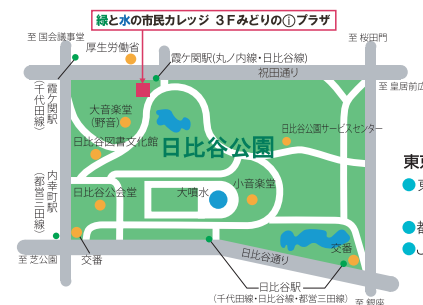 緑と水の市民カレッジ 3Fみどりのⓘプラザ
至 国会議事堂
厚生労働省
至 桜田門
霞ケ関駅(丸ノ内線・日比谷線)
祝田通り
至 皇居前広
霞ケ関駅
(千代田線)
大音楽堂
(野音)
日比谷公園サービスセンター
日比谷図書文化館
日比谷公園
東京
内幸町駅
(都営三田線)
日比谷公会堂
大噴水
小音楽堂
都
至 芝公園
交番
日比谷通り
交番
日比谷駅
(千代田線・日比谷線・都営三田線)
至 銀座